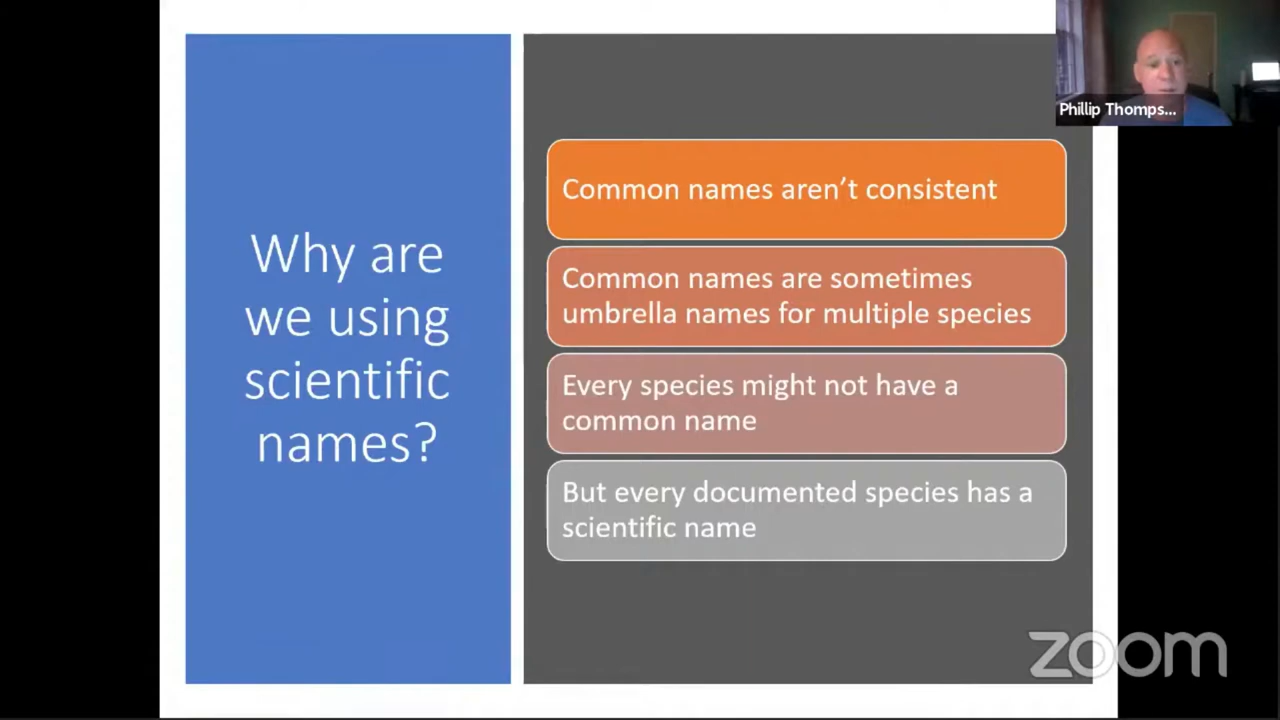 Phillip Thomps...
Why are
we using
scientific
names?
Common names aren’t consistent
Common names are sometimes
umbrella names for multiple species
Every species might not have a
common name
But every documented species has a
scientific name
zoom